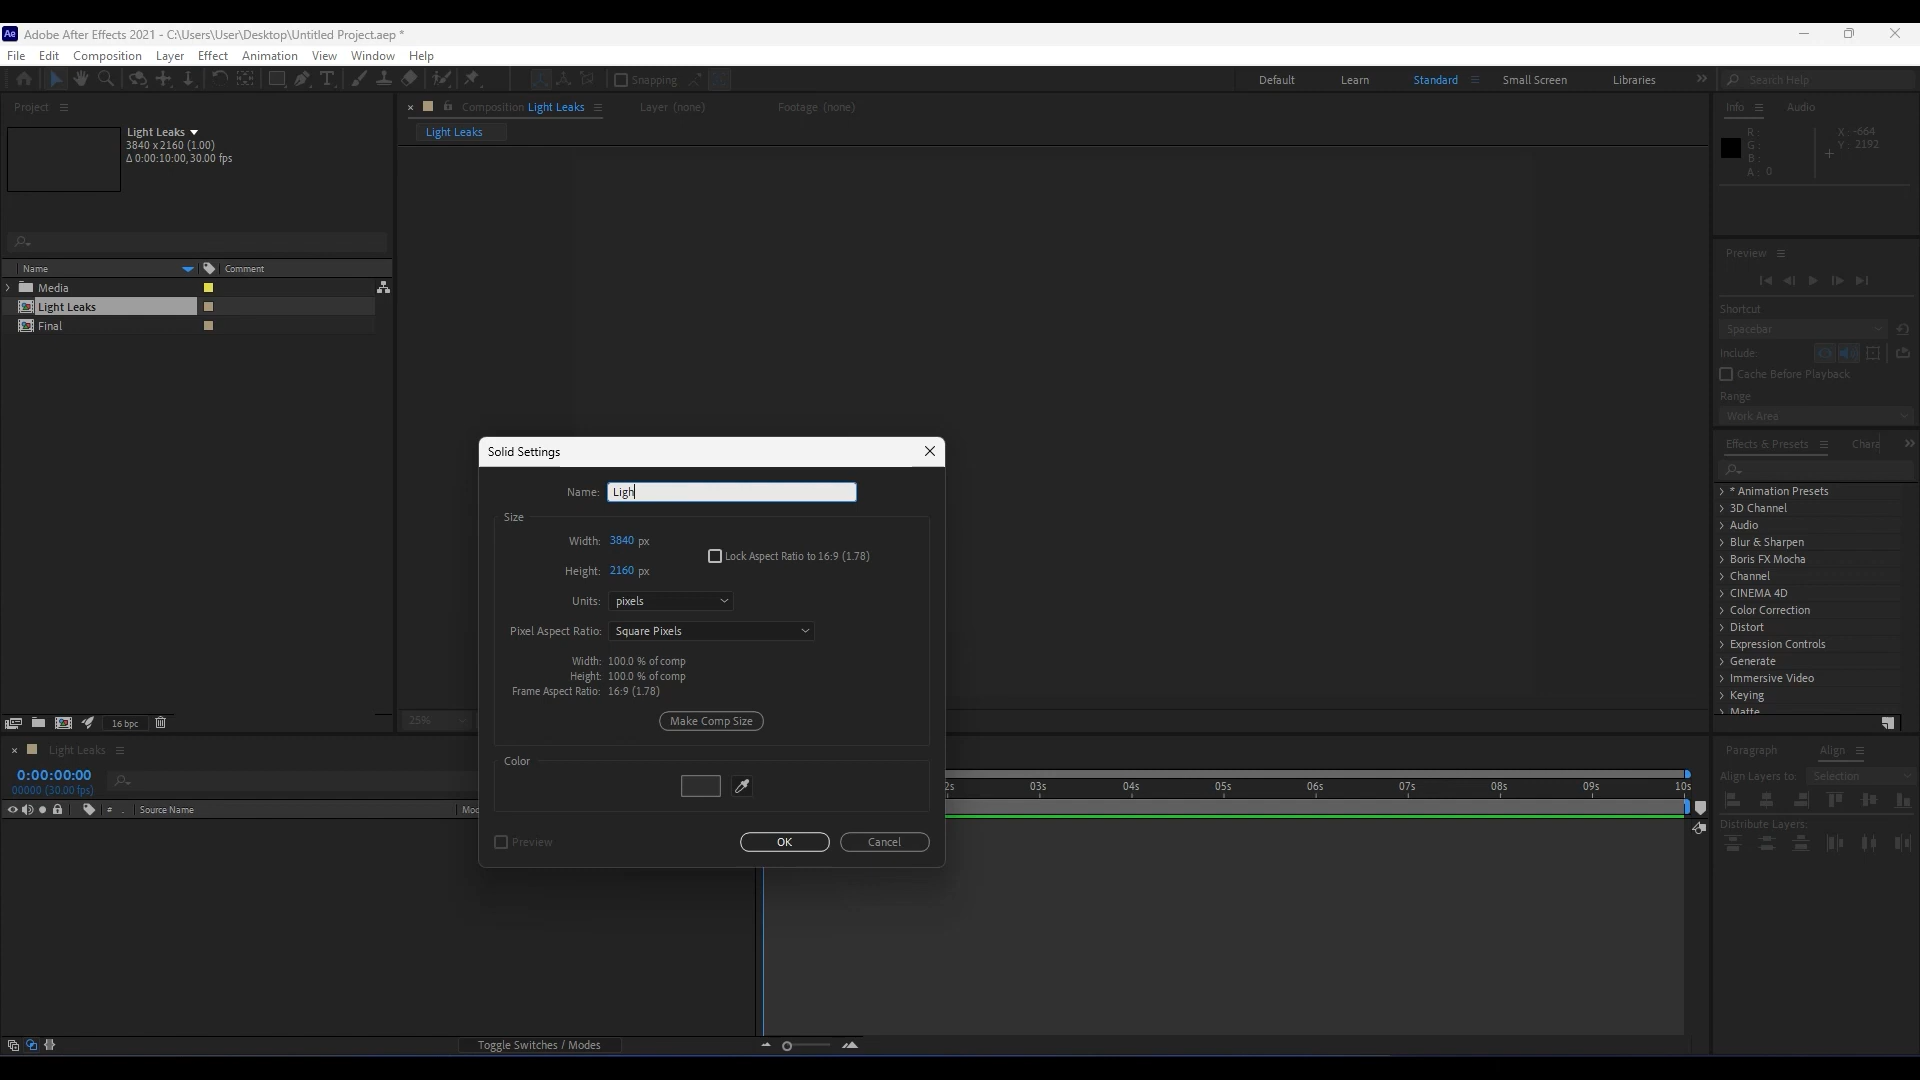 Ae Adobe After Effects 2021 - C:\Users\User\Desktop\Untitled Project.aep *
File Edit Composition Layer Effect Animation View Window Help
Snapping Default Learn Standard Small Screen Libraries Search Help
Project
Composition Light Leaks Layer (none) Footage (none)
Info Audio
Light Leaks
3840 x 2160 (1.00)
Δ 0:00:10:00, 30.00 fps
Light Leaks
R:
G:
B:
A: 0
X: -664
Y: 2192
Name Comment
Media
Light Leaks
Final
16 bpc
25%
Preview
Shortcut
Spacebar
Include:
Cache Before Playback
Range
Work Area
Effects & Presets Chara
* Animation Presets
3D Channel
Audio
Blur & Sharpen
Boris FX Mocha
Channel
CINEMA 4D
Color Correction
Distort
Expression Controls
Generate
Immersive Video
Keying
Matte
Solid Settings
Name: Ligh
Size
Width: 3840 px
Lock Aspect Ratio to 16:9 (1.78)
Height: 2160 px
Units: pixels
Pixel Aspect Ratio: Square Pixels
Width: 100.0 % of comp
Height: 100.0 % of comp
Frame Aspect Ratio: 16:9 (1.78)
Make Comp Size
Color
Preview OK Cancel
Light Leaks
0:00:00:00
00000 (30.00 fps)
# . Source Name Mod
2s 03s 04s 05s 06s 07s 08s 09s 10s
Toggle Switches / Modes
Paragraph Align
Align Layers to: Selection
Distribute Layers: